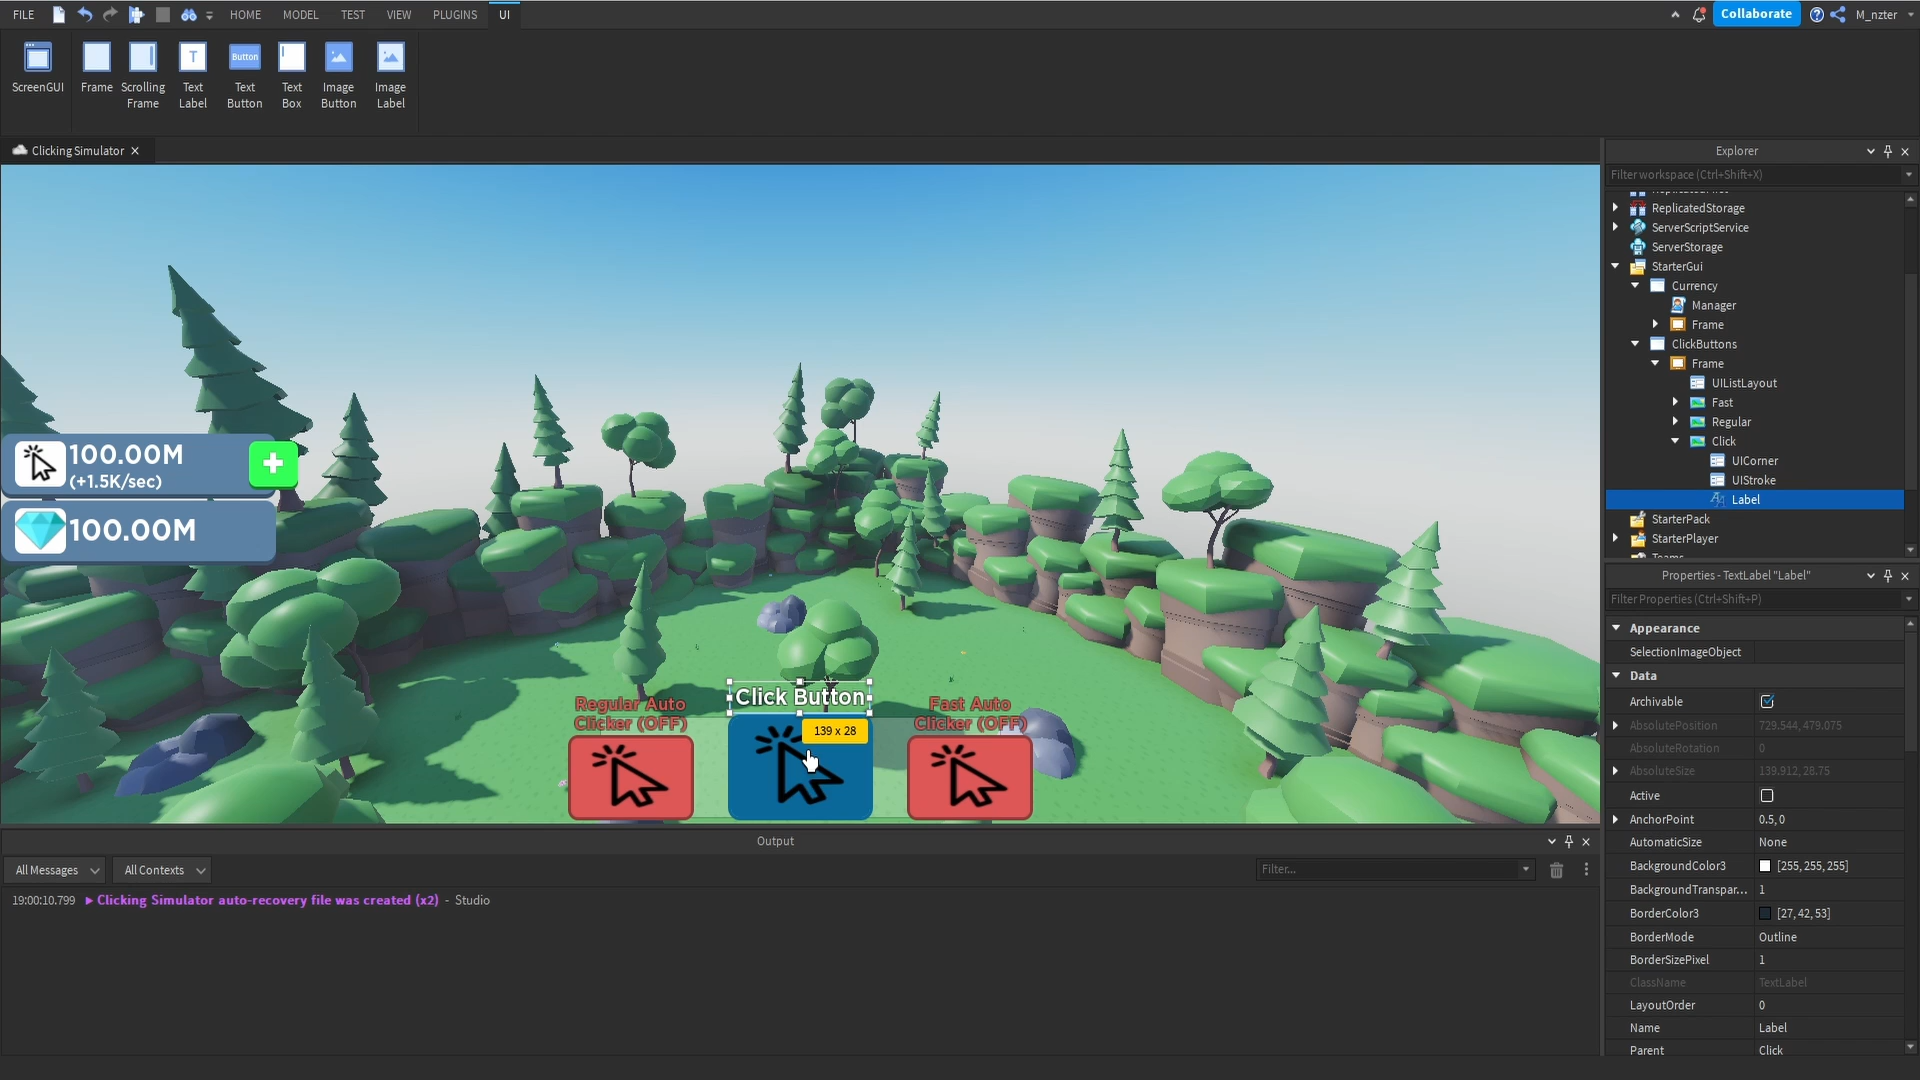 FILE
HOME
MODEL
TEST
VIEW
PLUGINS
UI
Collaborate
M_nzter
ScreenGUI
Frame
Scrolling
Frame
Text
Label
Button
Text
Button
Text
Box
Image
Button
Image
Label
Clicking Simulator
100.00M
(+1.5K/sec)
100.00M
Regular Auto
Clicker (OFF)
Click Button
139 x 28
Fast Auto
Clicker (OFF)
Explorer
Filter workspace (Ctrl+Shift+X)
ReplicatedStorage
ServerScriptService
ServerStorage
StarterGui
Currency
Manager
Frame
ClickButtons
Frame
UIListLayout
Fast
Regular
Click
UICorner
UIStroke
Label
StarterPack
StarterPlayer
Teams
Properties - TextLabel "Label"
Filter Properties (Ctrl+Shift+P)
Appearance
SelectionImageObject
Data
Archivable
AbsolutePosition 729.544, 479.075
AbsoluteRotation 0
AbsoluteSize 139.912, 28.75
Active
AnchorPoint 0.5, 0
AutomaticSize None
BackgroundColor3 [255, 255, 255]
BackgroundTranspar... 1
BorderColor3 [27, 42, 53]
BorderMode Outline
BorderSizePixel 1
ClassName TextLabel
LayoutOrder 0
Name Label
Parent Click
Output
All Messages
All Contexts
Filter...
19:00:10.799 Clicking Simulator auto-recovery file was created (x2) - Studio